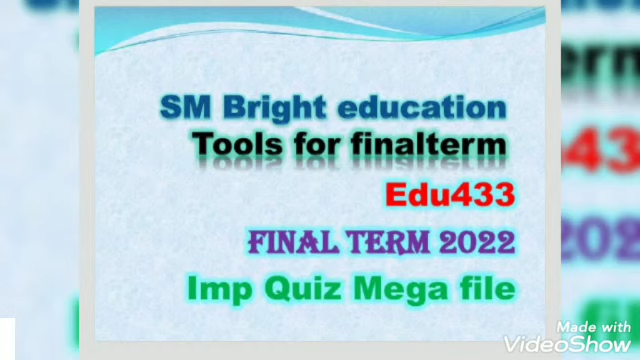 SM Bright education
Tools for finalterm
Edu433
FINAL TERM 2022
Imp Quiz Mega file
Made with
VideoShow